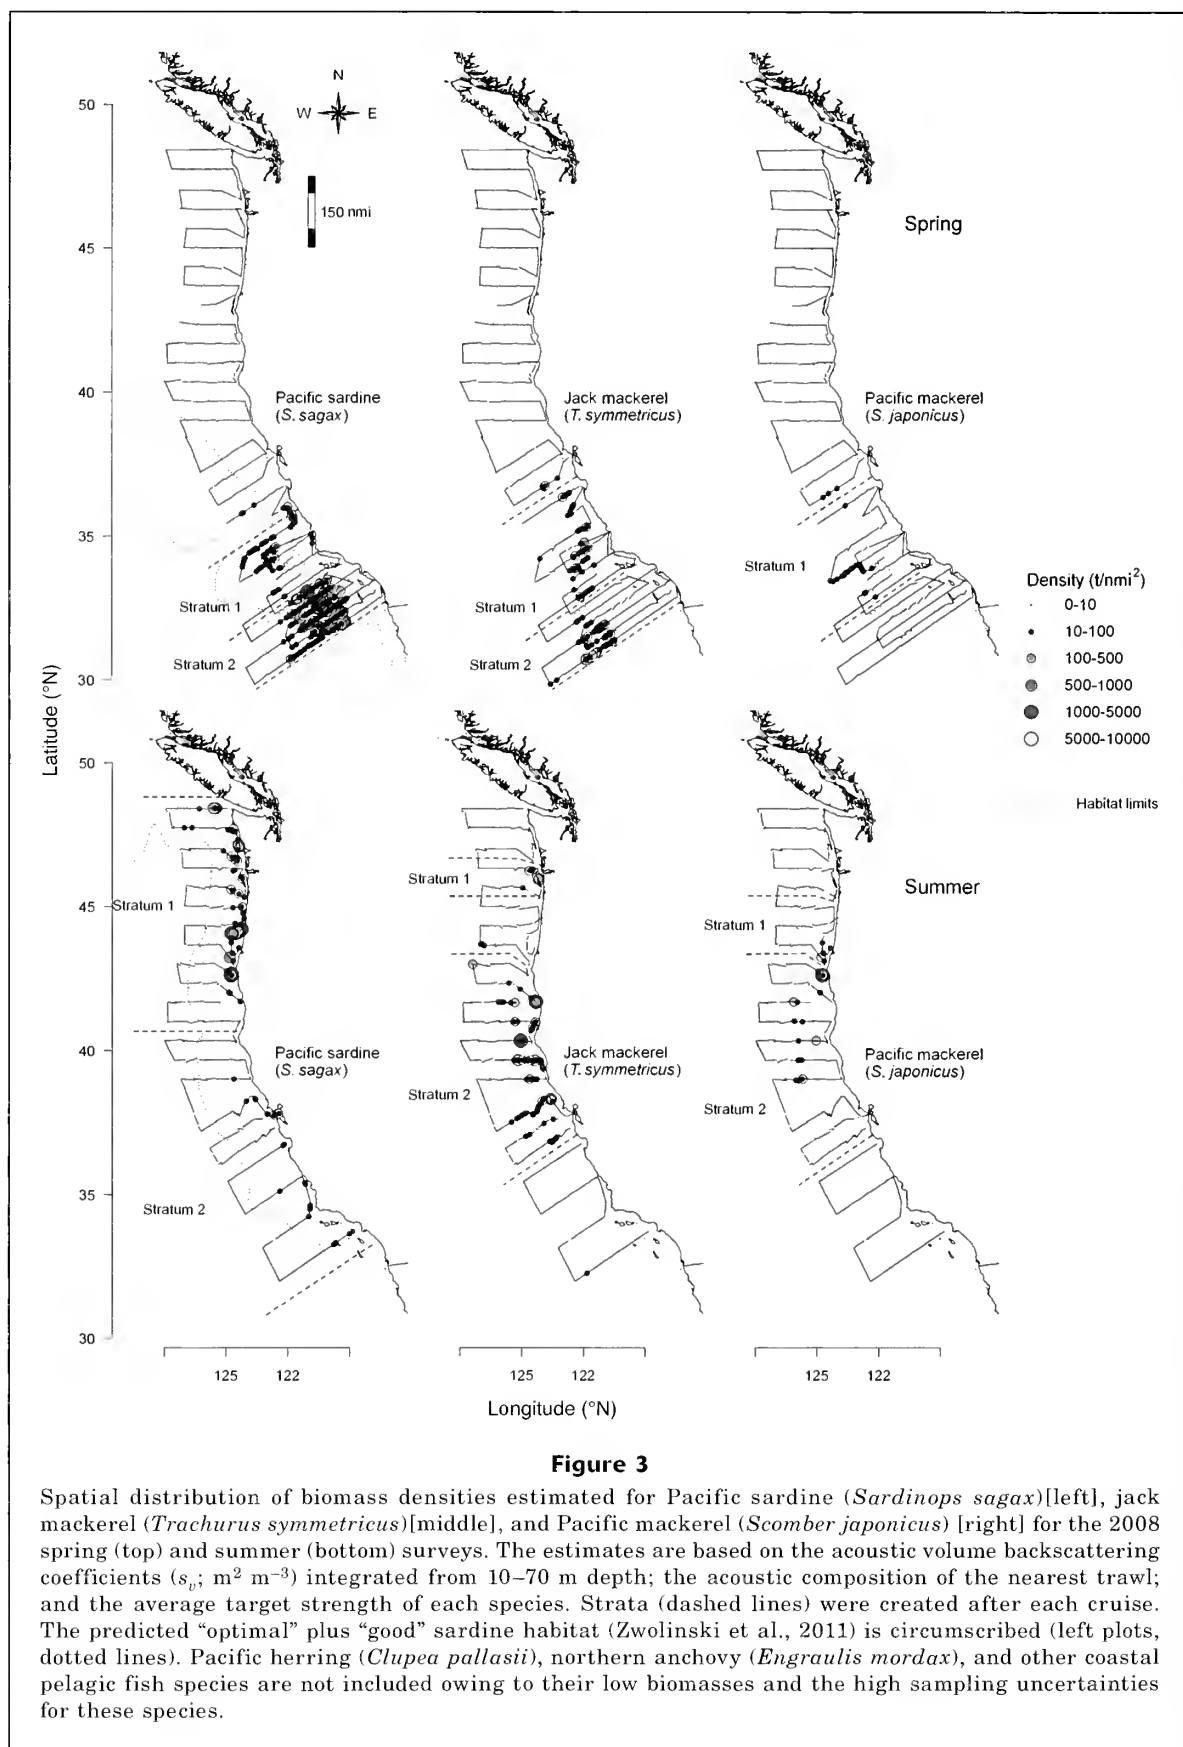 N
W E
50
150 nmi
Spring
45
40
Pacific sardine
(S. sagax)
Jack mackerel
(T. symmetricus)
Pacific mackerel
(S. japonicus)
35
Stratum 1
Stratum 1
Stratum 1
Stratum 2
Stratum 2
30
Density (t/nmi²)
0-10
10-100
100-500
500-1000
1000-5000
5000-10000
Habitat limits
Latitude (°N)
50
Summer
Stratum 1
Stratum 1
Stratum 1
45
40
Pacific sardine
(S. sagax)
Jack mackerel
(T. symmetricus)
Pacific mackerel
(S. japonicus)
Stratum 2
Stratum 2
Stratum 2
35
30
125 122
125 122
125 122
Longitude (°N)
Figure 3
Spatial distribution of biomass densities estimated for Pacific sardine (Sardinops sagax)[left], jack
mackerel (Trachurus symmetricus)[middle], and Pacific mackerel (Scomber japonicus) [right] for the 2008
spring (top) and summer (bottom) surveys. The estimates are based on the acoustic volume backscattering
coefficients (sᵥ; m² m⁻³) integrated from 10–70 m depth; the acoustic composition of the nearest trawl;
and the average target strength of each species. Strata (dashed lines) were created after each cruise.
The predicted “optimal” plus “good” sardine habitat (Zwolinski et al., 2011) is circumscribed (left plots,
dotted lines). Pacific herring (Clupea pallasii), northern anchovy (Engraulis mordax), and other coastal
pelagic fish species are not included owing to their low biomasses and the high sampling uncertainties
for these species.